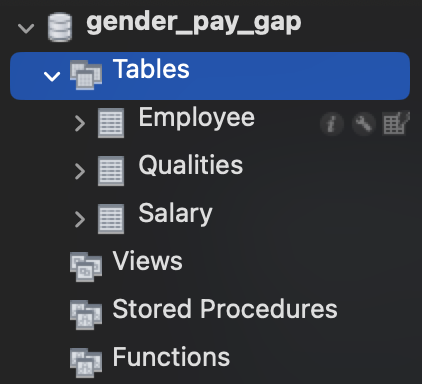 gender_pay_gap
Tables
Employee
Qualities
Salary
Views
Stored Procedures
Functions